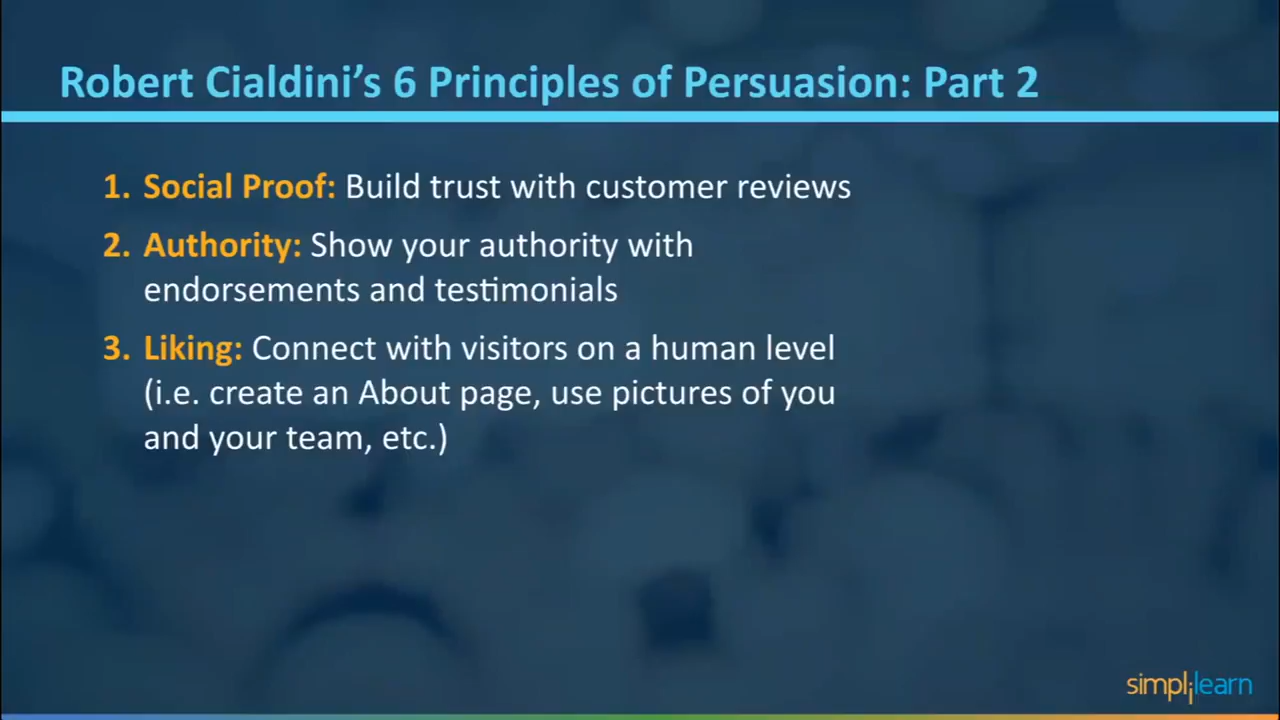 Robert Cialdini’s 6 Principles of Persuasion: Part 2
1. Social Proof: Build trust with customer reviews
2. Authority: Show your authority with
endorsements and testimonials
3. Liking: Connect with visitors on a human level
(i.e. create an About page, use pictures of you
and your team, etc.)
simplilearn